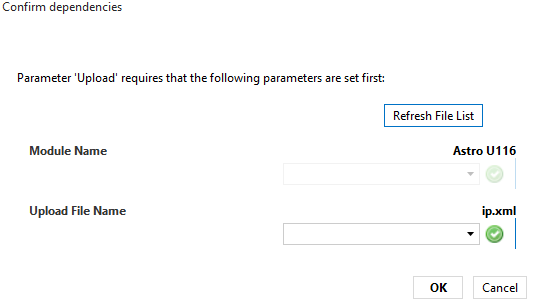 Confirm dependencies
Parameter 'Upload' requires that the following parameters are set first:
Refresh File List
Module Name
Astro U116
Upload File Name
ip.xml
OK
Cancel